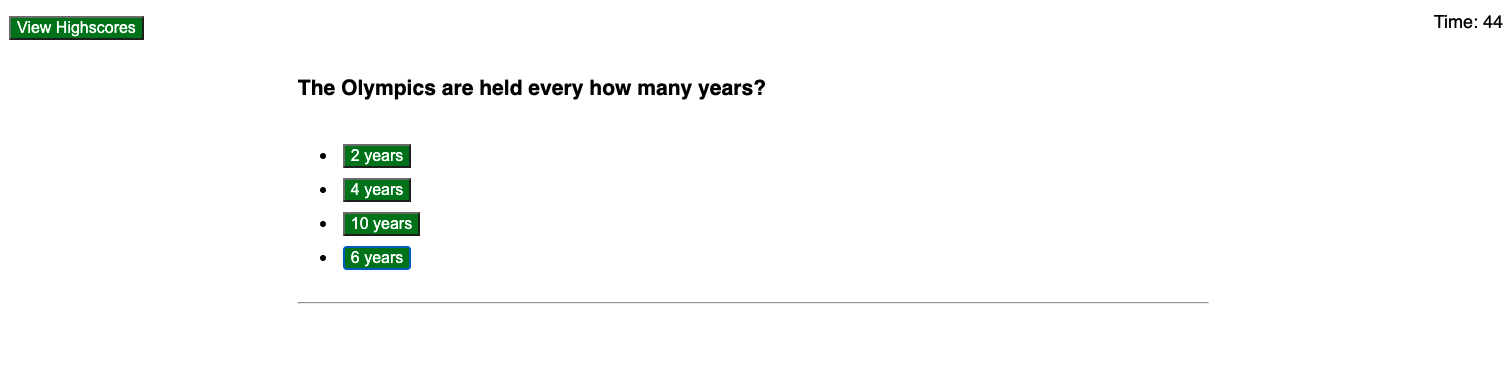 View Highscores
Time: 44
The Olympics are held every how many years?
2 years
4 years
10 years
6 years